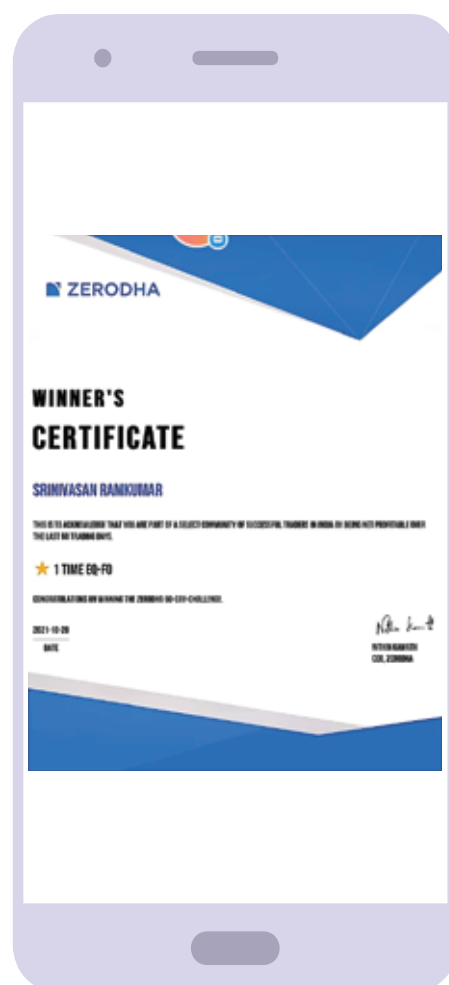 ZERODHA
WINNER'S
CERTIFICATE
SRINIVASAN RAMKUMAR
THIS IS TO ACKNOWLEDGE THAT YOU ARE PART OF A SELECT COMMUNITY OF SUCCESSFUL TRADERS IN INDIA BY BEING NET PROFITABLE OVER
THE LAST 60 TRADING DAYS.
1 TIME EQ-FO
CONGRATULATIONS ON WINNING THE ZERODHA 60-DAY-CHALLENGE.
2021-10-28
DATE
NITHIN KAMATH
CEO, ZERODHA